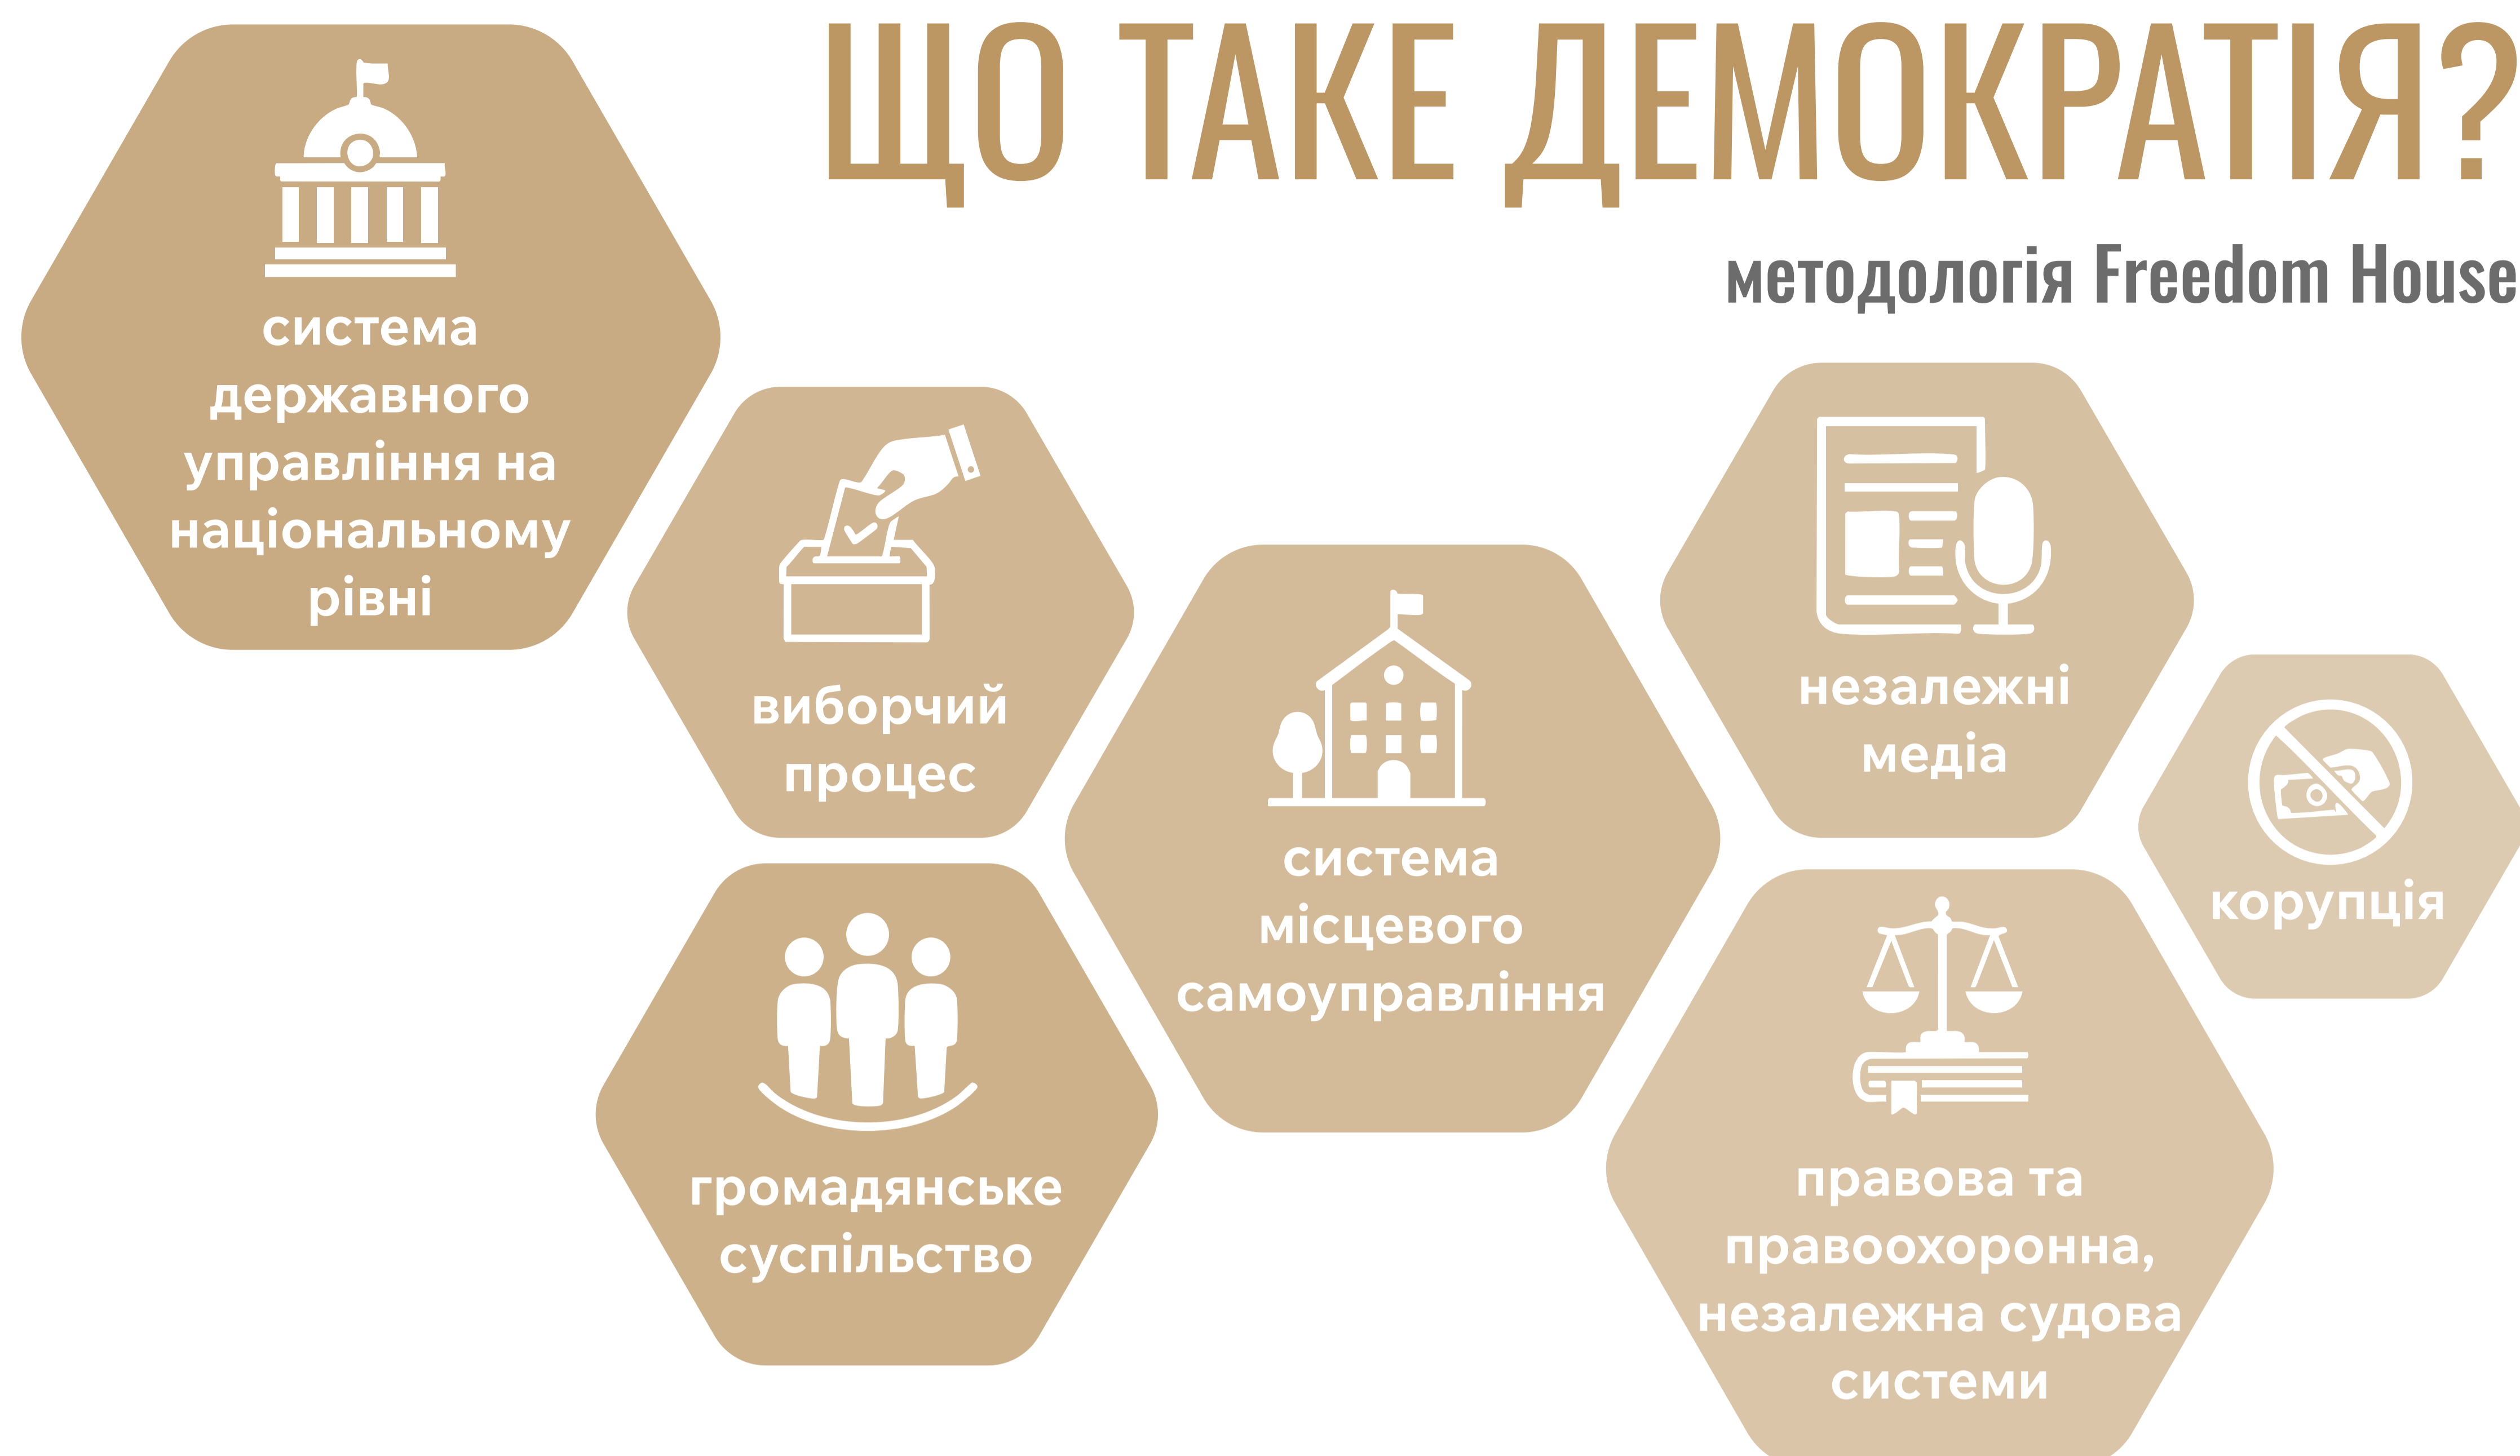 ЩО ТАКЕ ДЕМОКРАТІЯ?
методологія Freedom House
система
державного
управління на
національному
рівні
виборчий
процес
громадянське
суспільство
система
місцевого
самоуправління
незалежні
медіа
корупція
правова та
правоохоронна,
незалежна судова
системи